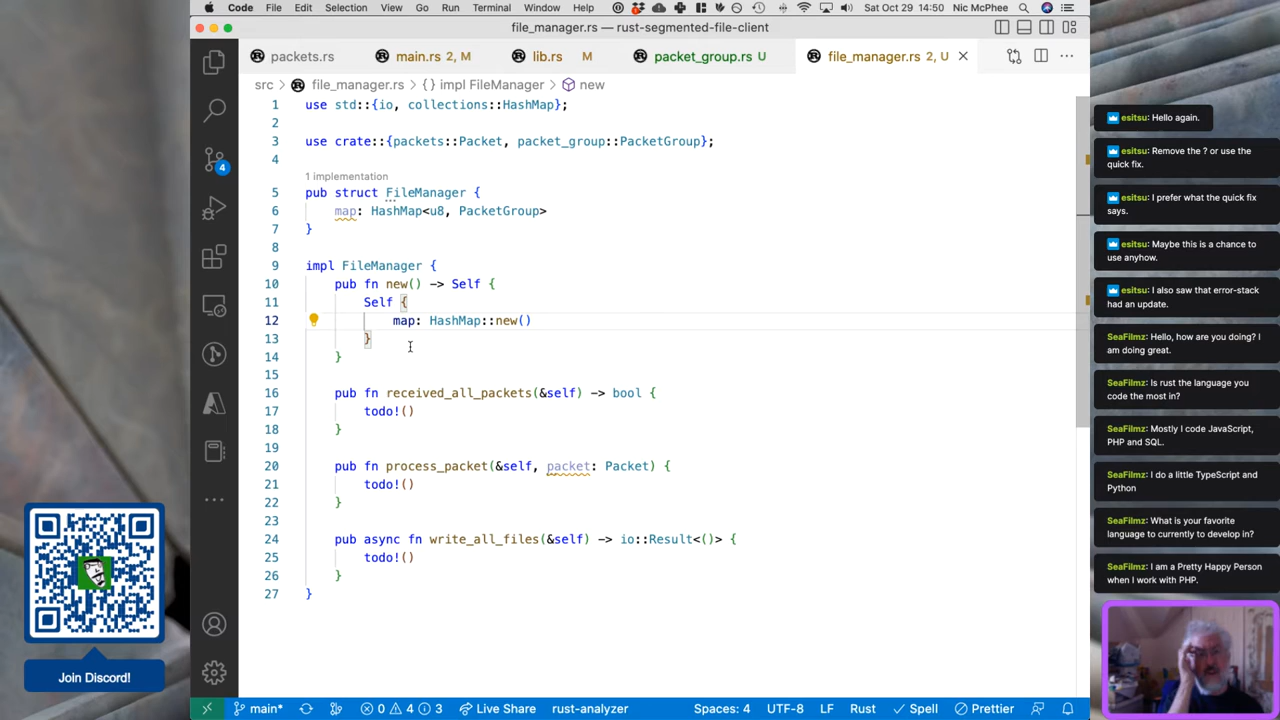 Code File Edit Selection View Go Run Terminal Window Help Sat Oct 29 14:50 Nic McPhee
file_manager.rs — rust-segmented-file-client
packets.rs main.rs 2, M lib.rs M packet_group.rs U file_manager.rs 2, U
src > file_manager.rs > {} impl FileManager > new
1 use std::{io, collections::HashMap};
2
3 use crate::{packets::Packet, packet_group::PacketGroup};
4
1 implementation
5 pub struct FileManager {
6 map: HashMap<u8, PacketGroup>
7 }
8
9 impl FileManager {
10 pub fn new() -> Self {
11 Self {
12 map: HashMap::new()
13 }
14 }
15
16 pub fn received_all_packets(&self) -> bool {
17 todo!()
18 }
19
20 pub fn process_packet(&self, packet: Packet) {
21 todo!()
22 }
23
24 pub async fn write_all_files(&self) -> io::Result<()> {
25 todo!()
26 }
27 }
4
main* 0 4 3 Live Share rust-analyzer Spaces: 4 UTF-8 LF Rust Spell Prettier
Join Discord!
esitsu: Hello again.
esitsu: Remove the ? or use the
quick fix.
esitsu: I prefer what the quick fix
says.
esitsu: Maybe this is a chance to
use anyhow.
esitsu: I also saw that error-stack
had an update.
SeaFilmz: Hello, how are you doing? I
am doing great.
SeaFilmz: Is rust the language you
code the most in?
SeaFilmz: Mostly I code JavaScript,
PHP and SQL.
SeaFilmz: I do a little TypeScript and
Python
SeaFilmz: What is your favorite
language to currently to develop in?
SeaFilmz: I am a Pretty Happy Person
when I work with PHP.